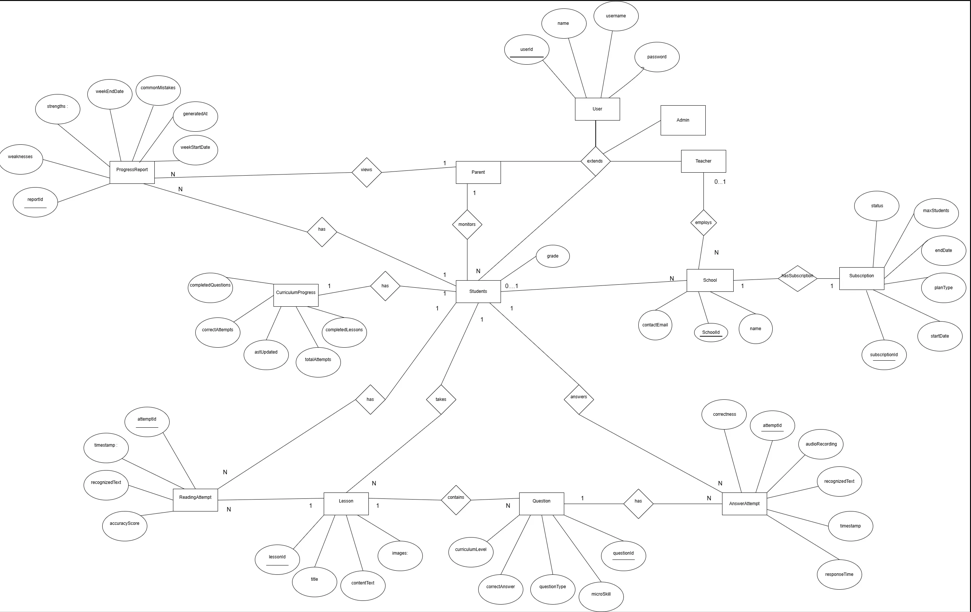 username
name
userId
password
User
Admin
extends
Teacher
0...1
employs
N
commonMistakes
weekEndDate
strengths
generatedAt
weekStartDate
weaknesses
ProgressReport
reportId
N
N
views
1
Parent
1
monitors
has
1
N
grade
Students
0...1
1
1
1
1
N
School
1
contactEmail
SchoolId
name
hasSubscription
1
Subscription
status
maxStudents
endDate
planType
startDate
subscriptionId
completedQuestions
CurriculumProgress
1
has
correctAttempts
completedLessons
totalAttempts
has
takes
answers
attemptId
timestamp
recognizedText
accuracyScore
ReadingAttempt
N
N
N
1
Lesson
1
lessonId
title
contentText
images
contains
N
Question
1
curriculumLevel
correctAnswer
questionType
microSkill
questionId
has
N
N
AnswerAttempt
correctness
attemptId
audioRecording
recognizedText
timestamp
responseTime